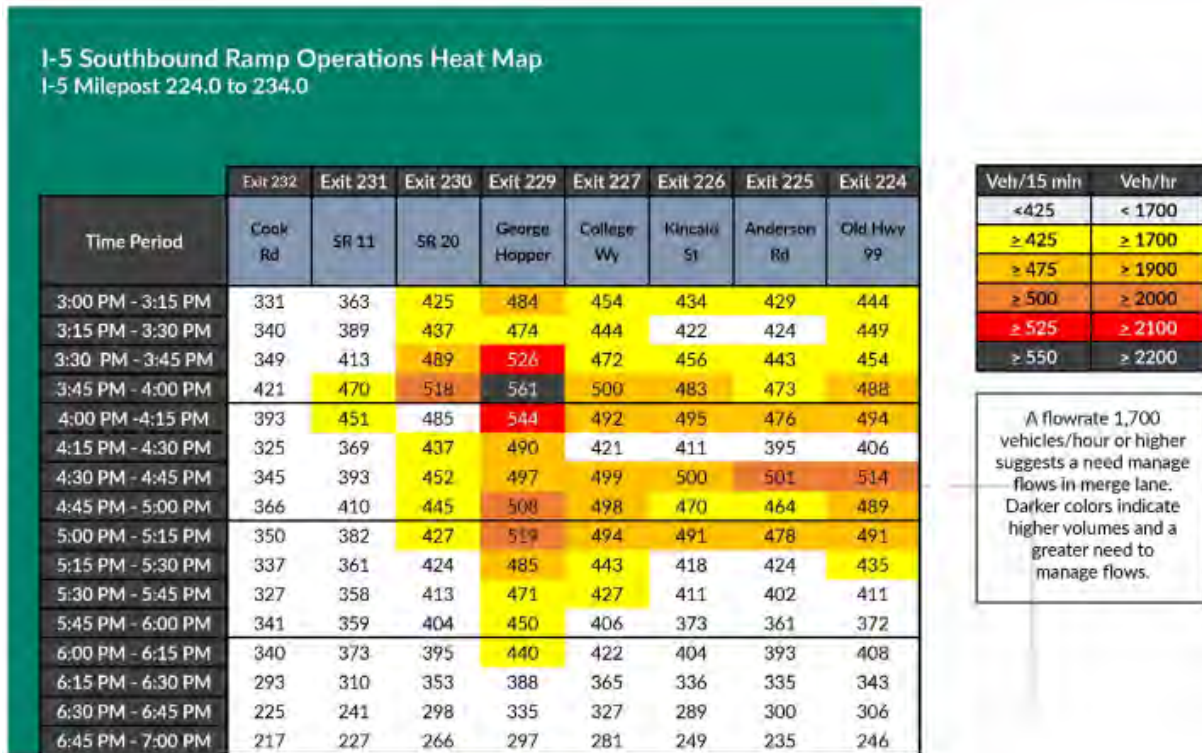 I-5 Southbound Ramp Operations Heat Map
I-5 Milepost 224.0 to 234.0
Exit 232 Exit 231 Exit 230 Exit 229 Exit 227 Exit 226 Exit 225 Exit 224
Time Period Cook Rd SR 11 SR 20 George Hopper College Wy Kincaid St Anderson Rd Old Hwy 99
3:00 PM - 3:15 PM 331 363 425 484 454 434 429 444
3:15 PM - 3:30 PM 340 389 437 474 444 422 424 449
3:30 PM - 3:45 PM 349 413 489 526 472 456 443 454
3:45 PM - 4:00 PM 421 470 518 561 500 483 473 488
4:00 PM -4:15 PM 393 451 485 544 492 495 476 494
4:15 PM - 4:30 PM 325 369 437 490 421 411 395 406
4:30 PM - 4:45 PM 345 393 452 497 499 500 501 514
4:45 PM - 5:00 PM 366 410 445 508 498 470 464 489
5:00 PM - 5:15 PM 350 382 427 519 494 491 478 491
5:15 PM - 5:30 PM 337 361 424 485 443 418 424 435
5:30 PM - 5:45 PM 327 358 413 471 427 411 402 411
5:45 PM - 6:00 PM 341 359 404 450 406 373 361 372
6:00 PM - 6:15 PM 340 373 395 440 422 404 393 408
6:15 PM - 6:30 PM 293 310 353 388 365 336 335 343
6:30 PM - 6:45 PM 225 241 298 335 327 289 300 306
6:45 PM - 7:00 PM 217 227 266 297 281 249 235 246
Veh/15 min Veh/hr
<425 < 1700
≥ 425 ≥ 1700
≥ 475 ≥ 1900
≥ 500 ≥ 2000
≥ 525 ≥ 2100
≥ 550 ≥ 2200
A flowrate 1,700
vehicles/hour or higher
suggests a need manage
flows in merge lane.
Darker colors indicate
higher volumes and a
greater need to
manage flows.